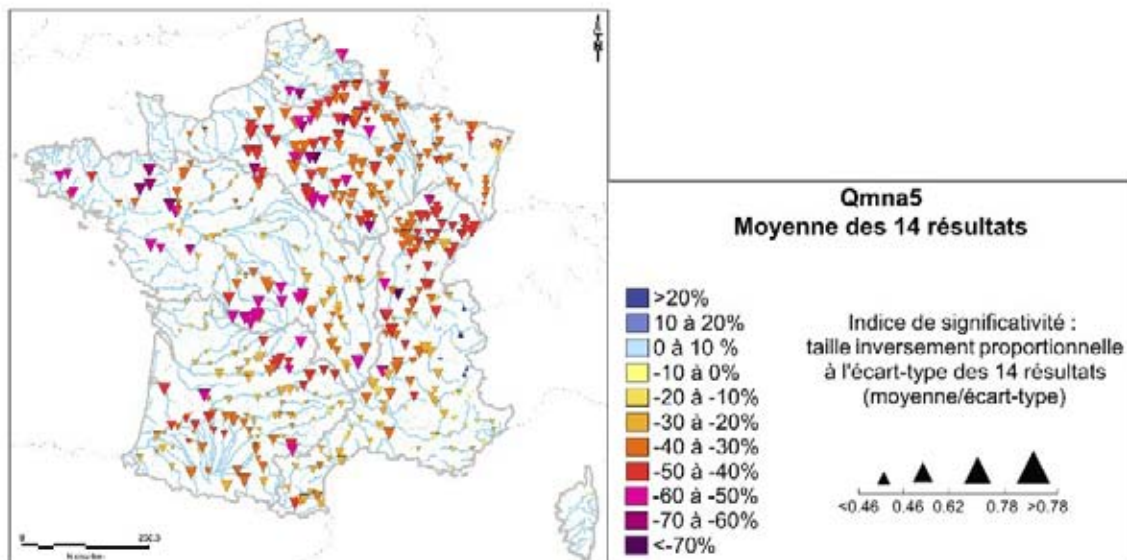 Qmna5
Moyenne des 14 résultats
>20%
10 à 20%
0 à 10 %
-10 à 0%
-20 à -10%
-30 à -20%
-40 à -30%
-50 à -40%
-60 à -50%
-70 à -60%
<-70%
Indice de significativité :
taille inversement proportionnelle
à l'écart-type des 14 résultats
(moyenne/écart-type)
<0.46 0.46 0.62 0.78 >0.78
0